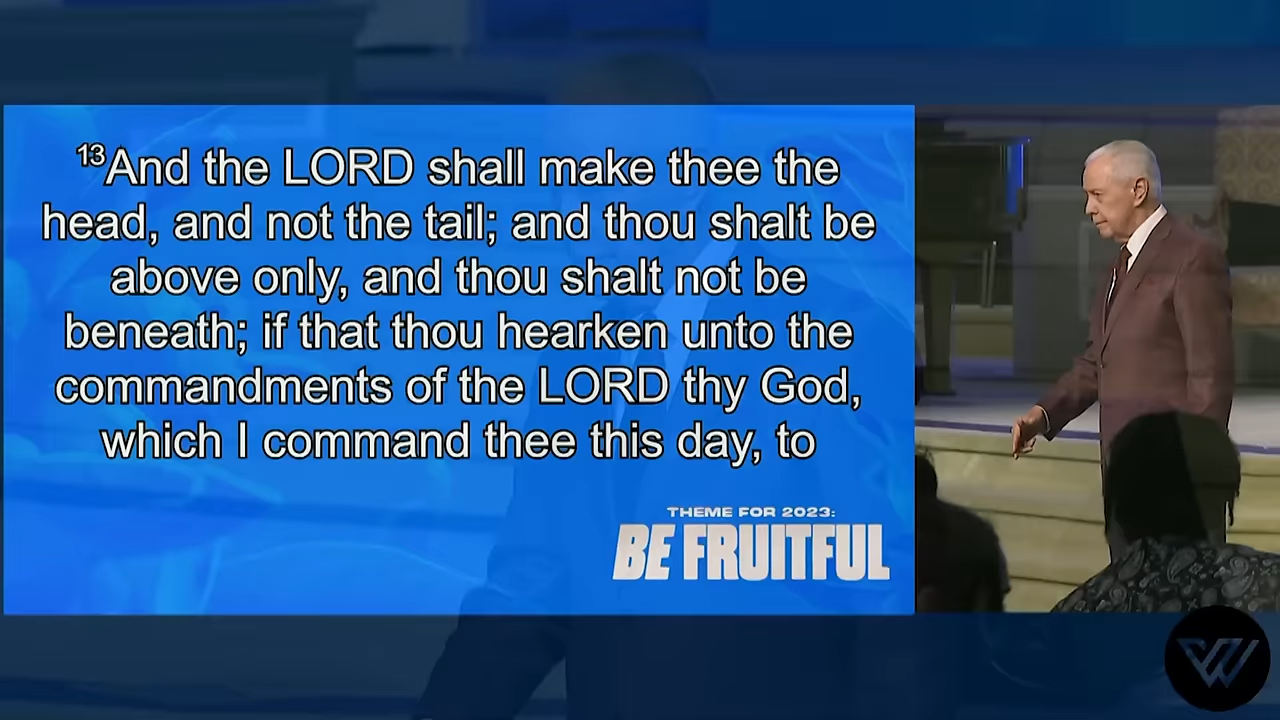 13And the LORD shall make thee the
head, and not the tail; and thou shalt be
above only, and thou shalt not be
beneath; if that thou hearken unto the
commandments of the LORD thy God,
which I command thee this day, to
THEME FOR 2023:
BE FRUITFUL
W